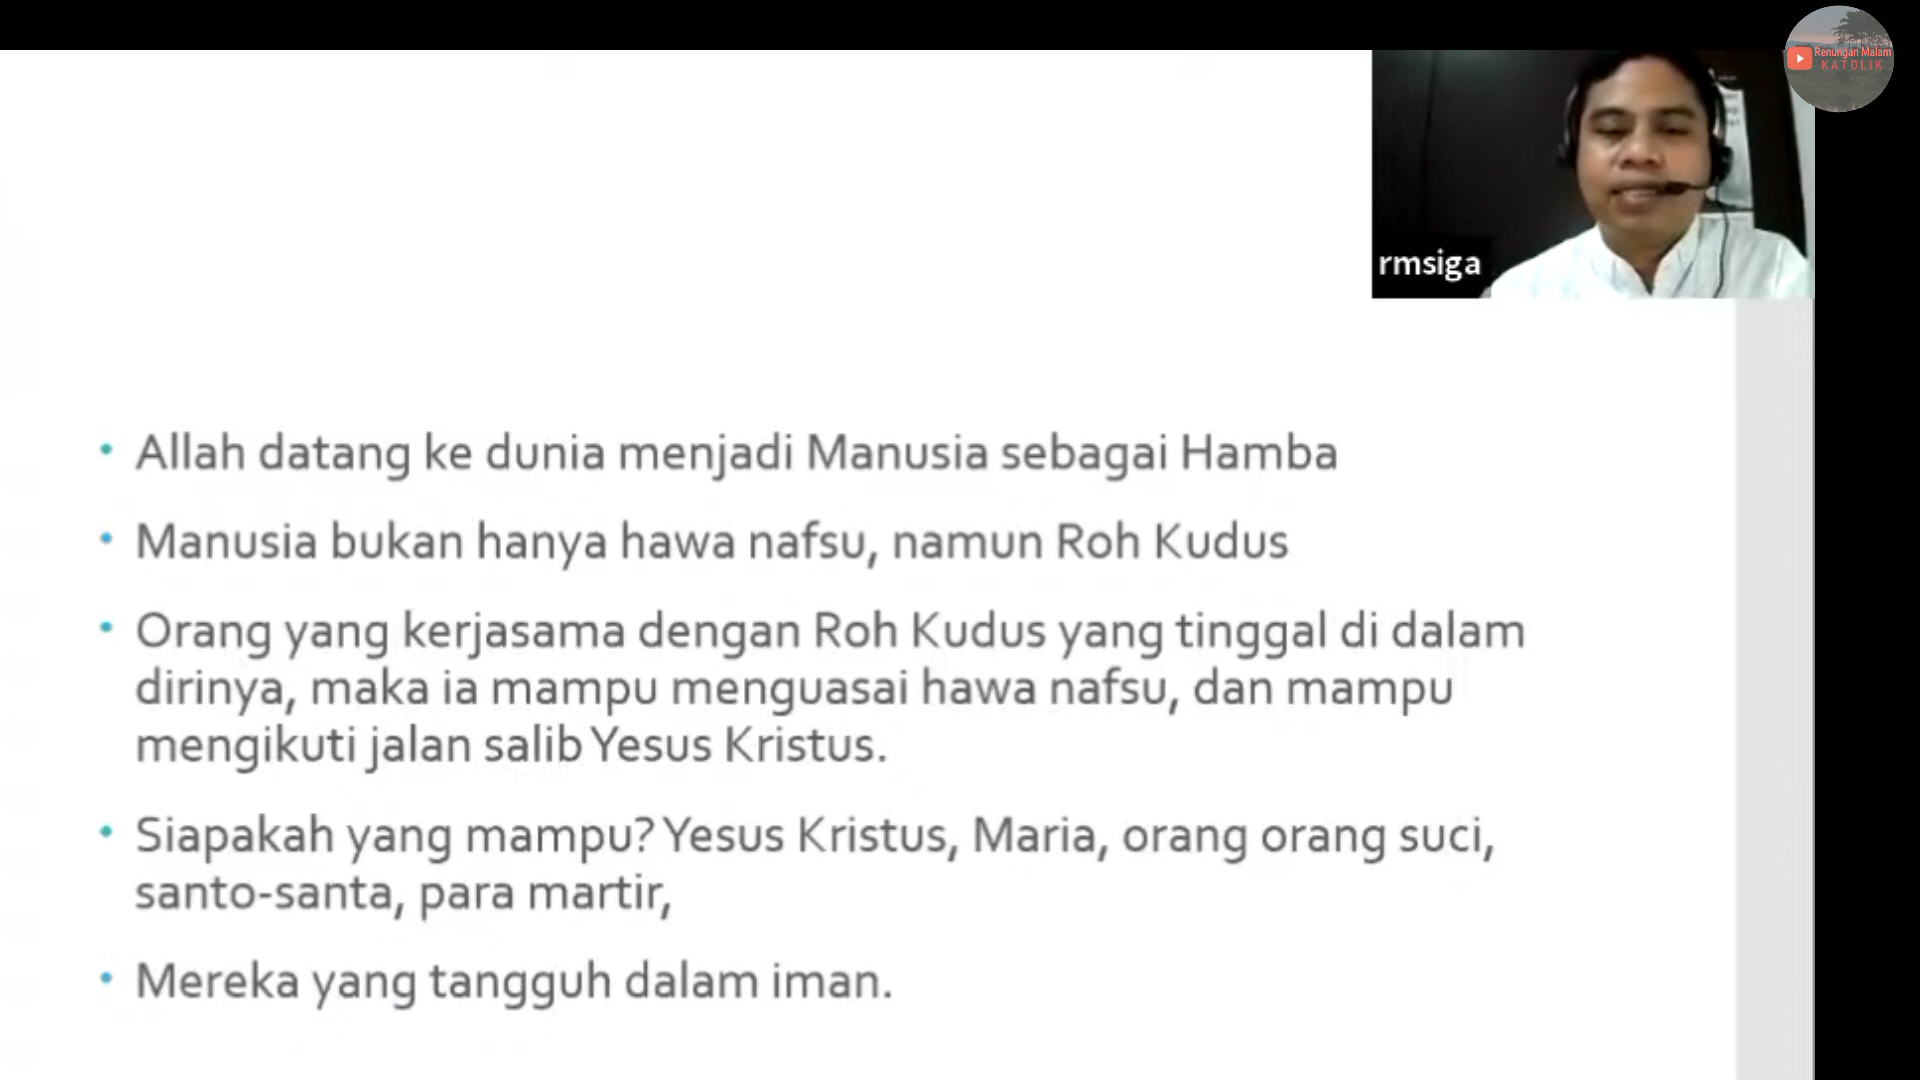 Renungan Malam
KATOLIK
rmsiga
Allah datang ke dunia menjadi Manusia sebagai Hamba
Manusia bukan hanya hawa nafsu, namun Roh Kudus
Orang yang kerjasama dengan Roh Kudus yang tinggal di dalam
dirinya, maka ia mampu menguasai hawa nafsu, dan mampu
mengikuti jalan salib Yesus Kristus.
Siapakah yang mampu? Yesus Kristus, Maria, orang orang suci,
santo-santa, para martir,
Mereka yang tangguh dalam iman.